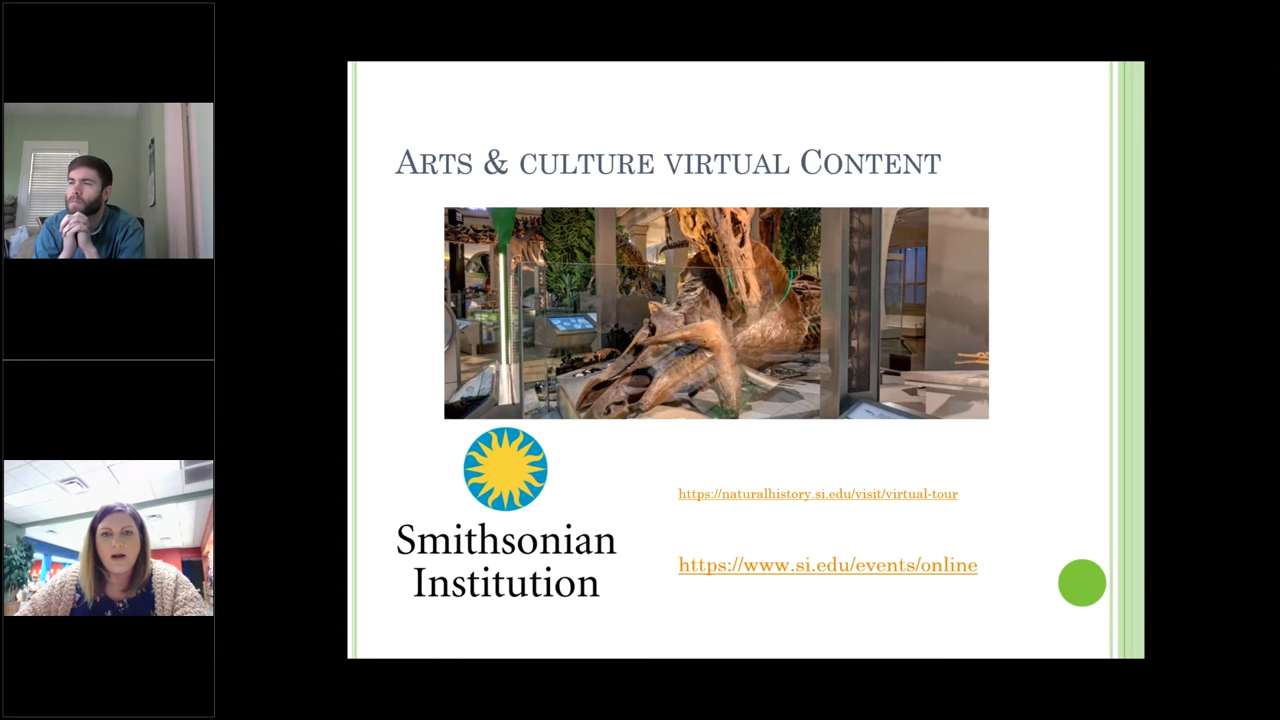 ARTS & CULTURE VIRTUAL CONTENT
Smithsonian
Institution
https://naturalhistory.si.edu/visit/virtual-tour
https://www.si.edu/events/online